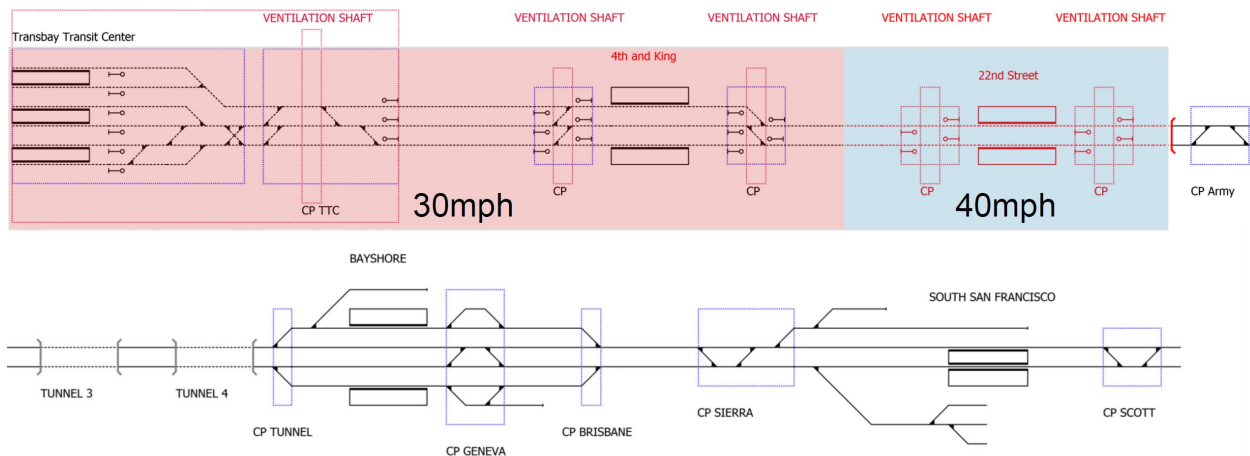 VENTILATION SHAFT
VENTILATION SHAFT
VENTILATION SHAFT
VENTILATION SHAFT
VENTILATION SHAFT
Transbay Transit Center
4th and King
22nd Street
CP TTC
30mph
CP
CP
CP
40mph
CP
CP Army
BAYSHORE
SOUTH SAN FRANCISCO
TUNNEL 3
TUNNEL 4
CP TUNNEL
CP GENEVA
CP BRISBANE
CP SIERRA
CP SCOTT